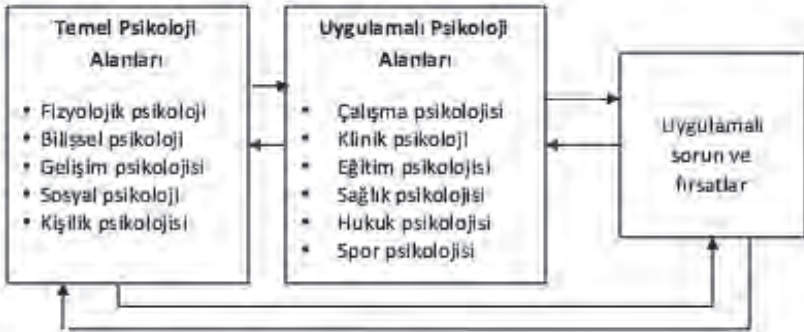 Temel Psikoloji
Alanları
• Fizyolojik psikoloji
• Bilişsel psikoloji
• Gelişim psikolojisi
• Sosyal psikoloji
• Kişilik psikolojisi
Uygulamalı Psikoloji
Alanları
• Çalışma psikolojisi
• Klinik psikoloji
• Eğitim psikolojisi
• Sağlık psikolojisi
• Hukuk psikolojisi
• Spor psikolojisi
Uygulamalı
sorun ve
fırsatlar